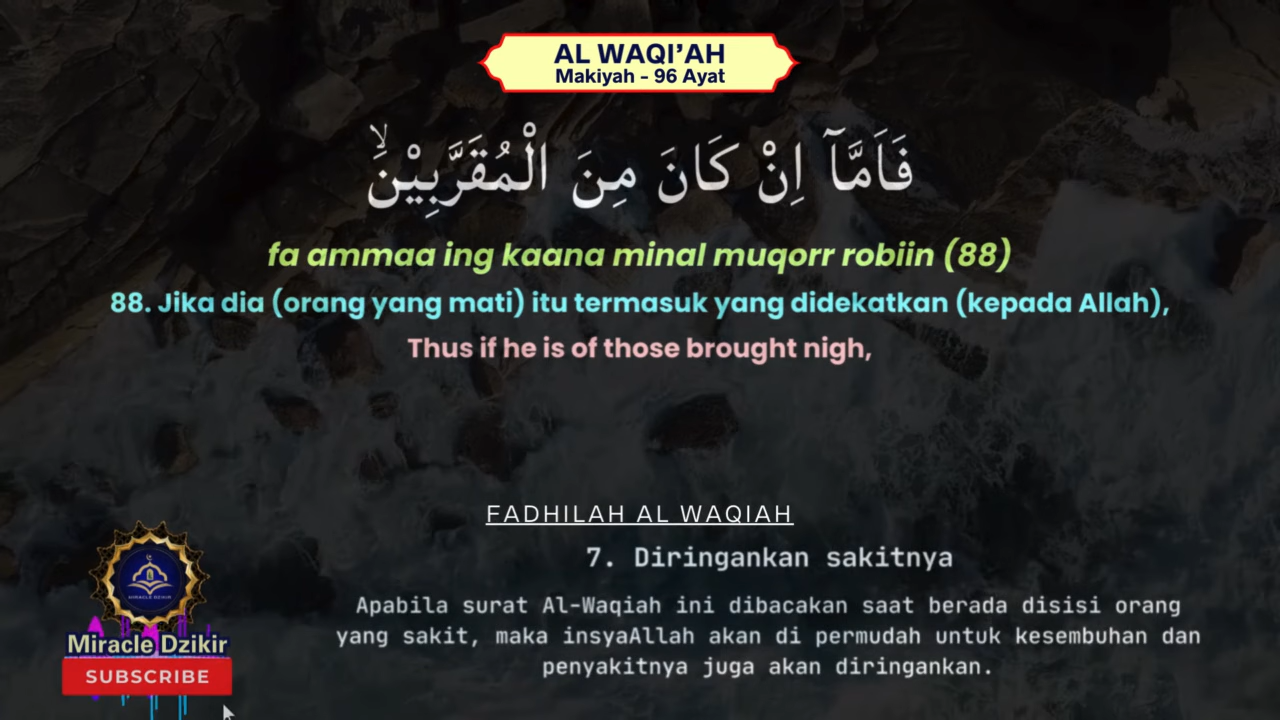 AL WAQI'AH
Makiyah - 96 Ayat
فَاَمَّآ اِنْ كَانَ مِنَ الْمُقَرَّبِيْنَۙ
fa ammaa ing kaana minal muqorr robiin (88)
88. Jika dia (orang yang mati) itu termasuk yang didekatkan (kepada Allah),
Thus if he is of those brought nigh,
FADHILAH AL WAQIAH
7. Diringankan sakitnya
Apabila surat Al-Waqiah ini dibacakan saat berada disisi orang
yang sakit, maka insyaAllah akan di permudah untuk kesembuhan dan
penyakitnya juga akan diringankan.
MIRACLE DZIKIR
Miracle Dzikir
SUBSCRIBE